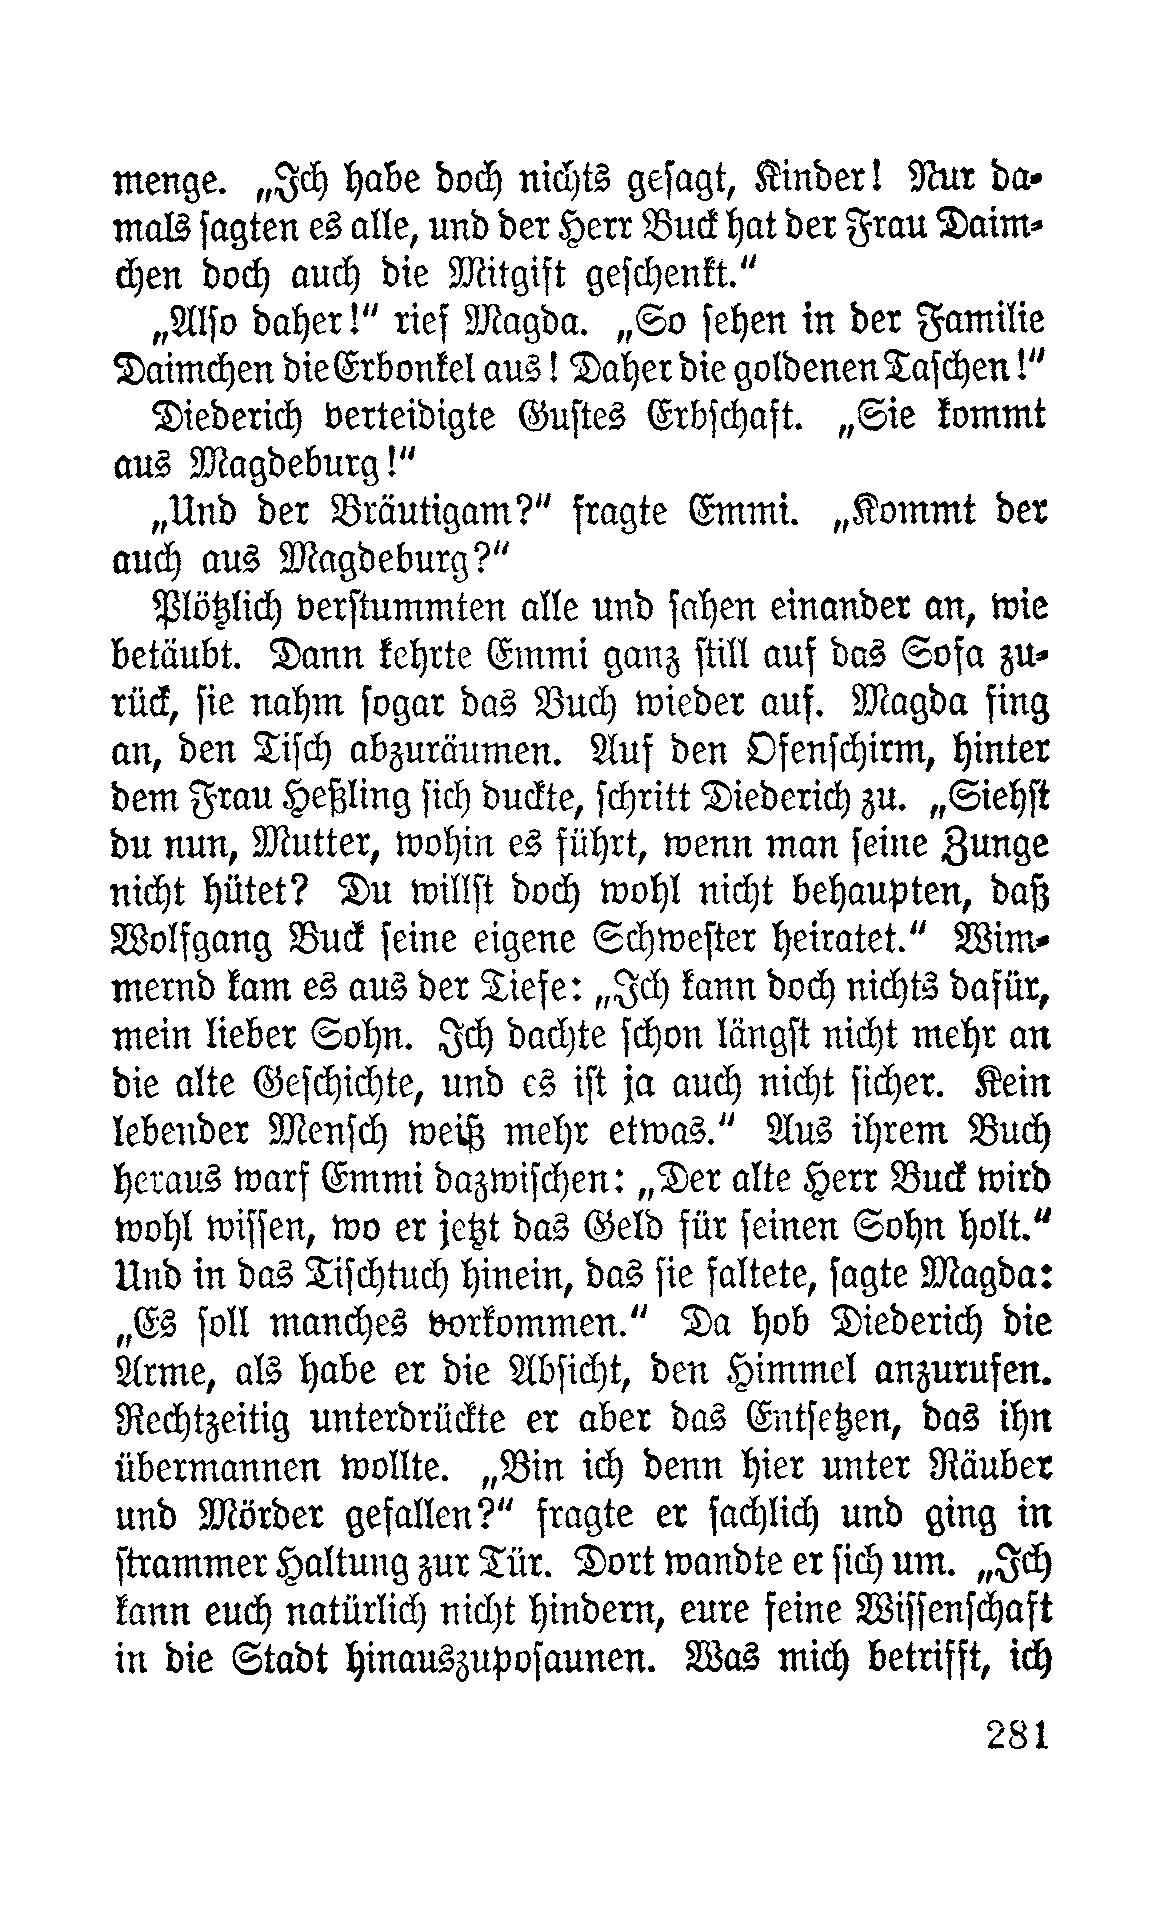 menge. „Ich habe doch nichts gesagt, Kinder! Nur da-
mals sagten es alle, und der Herr Buck hat der Frau Daim-
chen doch auch die Mitgift geschenkt.“
„Also daher!“ rief Magda. „So sehen in der Familie
Daimchen die Erbonkel aus! Daher die goldenen Taschen!“
Diederich verteidigte Gustes Erbschaft. „Sie kommt
aus Magdeburg!“
„Und der Bräutigam?“ fragte Emmi. „Kommt der
auch aus Magdeburg?“
Plötzlich verstummten alle und sahen einander an, wie
betäubt. Dann kehrte Emmi ganz still auf das Sofa zu-
rück, sie nahm sogar das Buch wieder auf. Magda fing
an, den Tisch abzuräumen. Auf den Ofenschirm, hinter
dem Frau Heßling sich duckte, schritt Diederich zu. „Siehst
du nun, Mutter, wohin es führt, wenn man seine Zunge
nicht hütet? Du willst doch wohl nicht behaupten, daß
Wolfgang Buck seine eigene Schwester heiratet.“ Wim-
mernd kam es aus der Tiefe: „Ich kann doch nichts dafür,
mein lieber Sohn. Ich dachte schon längst nicht mehr an
die alte Geschichte, und es ist ja auch nicht sicher. Kein
lebender Mensch weiß mehr etwas.“ Aus ihrem Buch
heraus warf Emmi dazwischen: „Der alte Herr Buck wird
wohl wissen, wo er jetzt das Geld für seinen Sohn holt.“
Und in das Tischtuch hinein, das sie faltete, sagte Magda:
„Es soll manches vorkommen.“ Da hob Diederich die
Arme, als habe er die Absicht, den Himmel anzurufen.
Rechtzeitig unterdrückte er aber das Entsetzen, das ihn
übermannen wollte. „Bin ich denn hier unter Räuber
und Mörder gefallen?“ fragte er sachlich und ging in
strammer Haltung zur Tür. Dort wandte er sich um. „Ich
kann euch natürlich nicht hindern, eure feine Wissenschaft
in die Stadt hinauszuposaunen. Was mich betrifft, ich
281